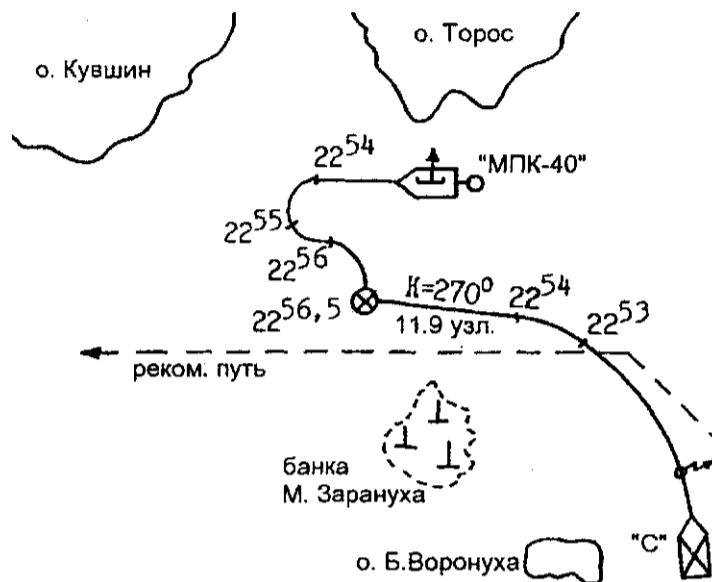 о. Торос
о. Кувшин
22⁵⁴
"МПК-40"
22⁵⁵
22⁵⁶
22⁵⁶,⁵
К=270⁰
22⁵⁴
22⁵³
11.9 узл.
реком. путь
банка
М. Зарануха
о. Б.Воронуха
"С"